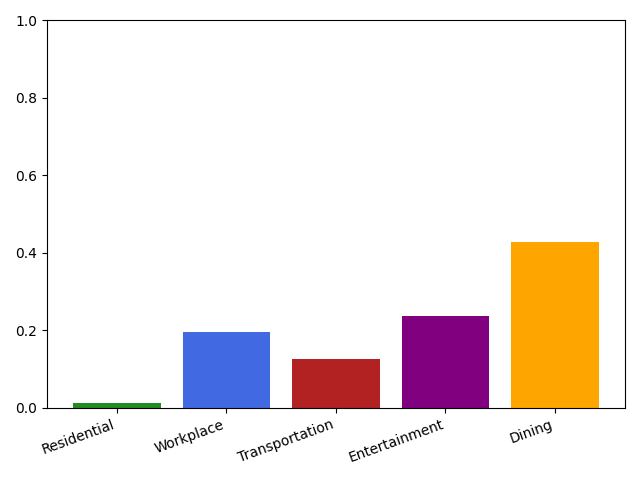 1.0
0.8
0.6
0.4
0.2
0.0
Residential
Workplace
Transportation
Entertainment
Dining